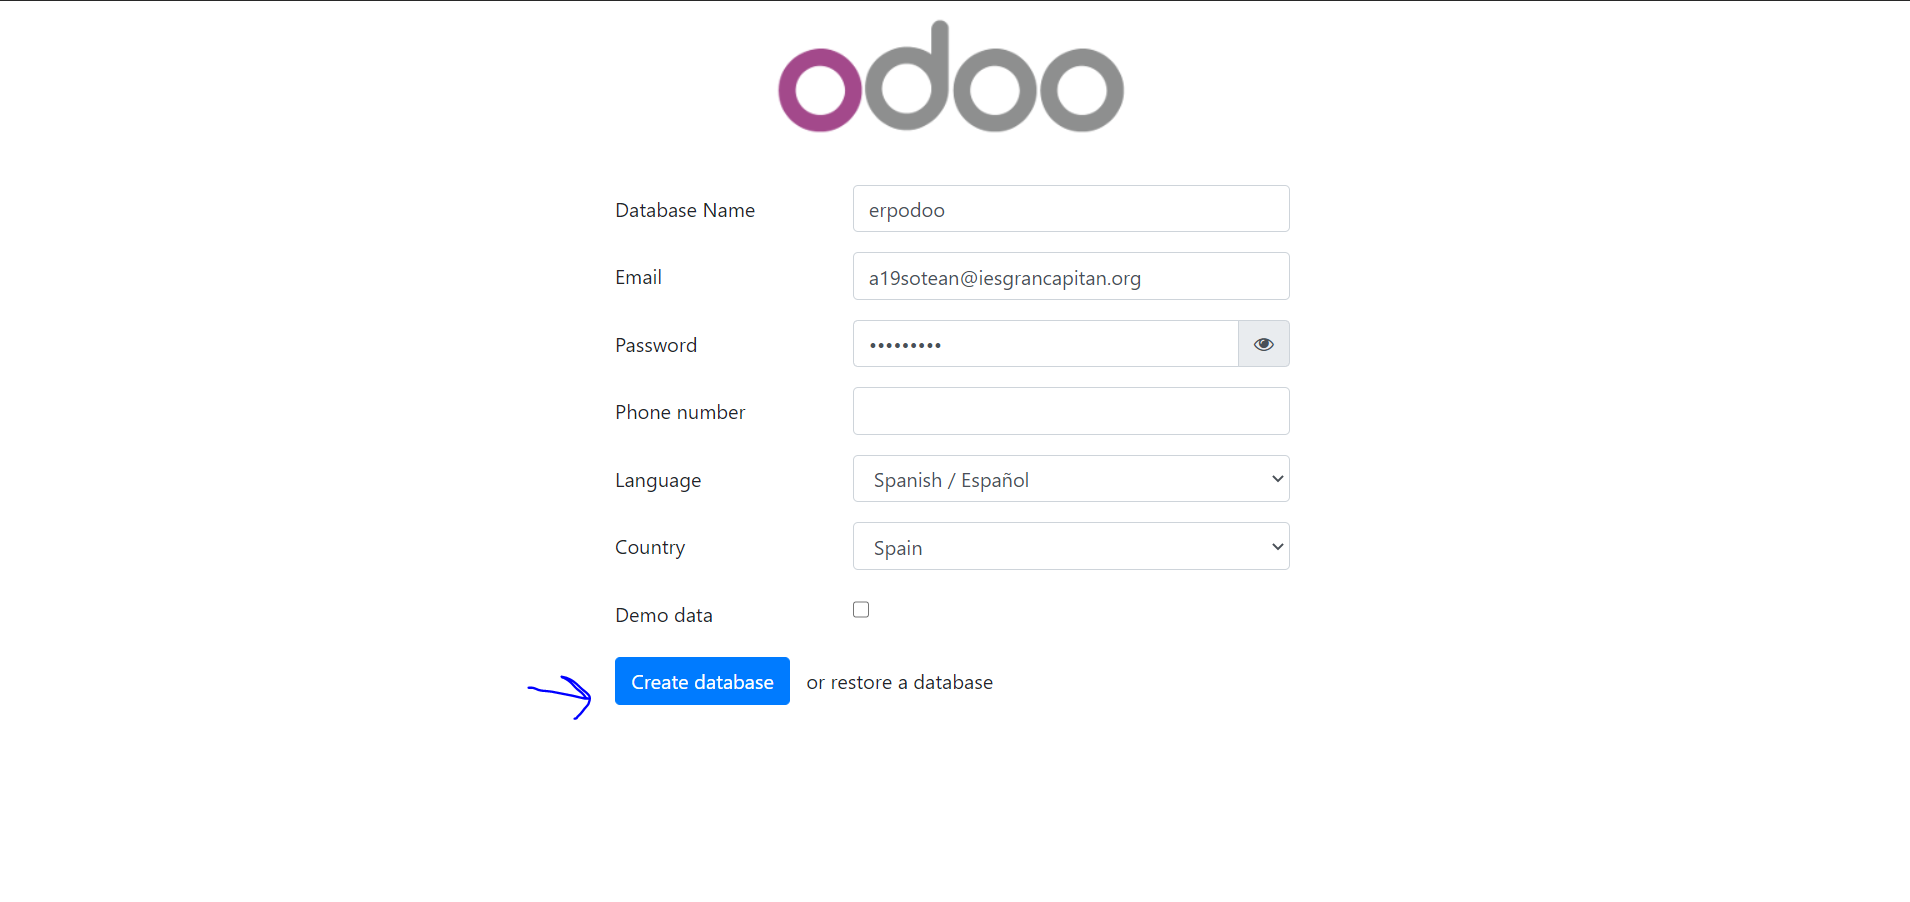 odoo
Database Name erpodoo
Email a19sotean@iesgrancapitan.org
Password •••••••••
Phone number
Language Spanish / Español
Country Spain
Demo data
Create database or restore a database